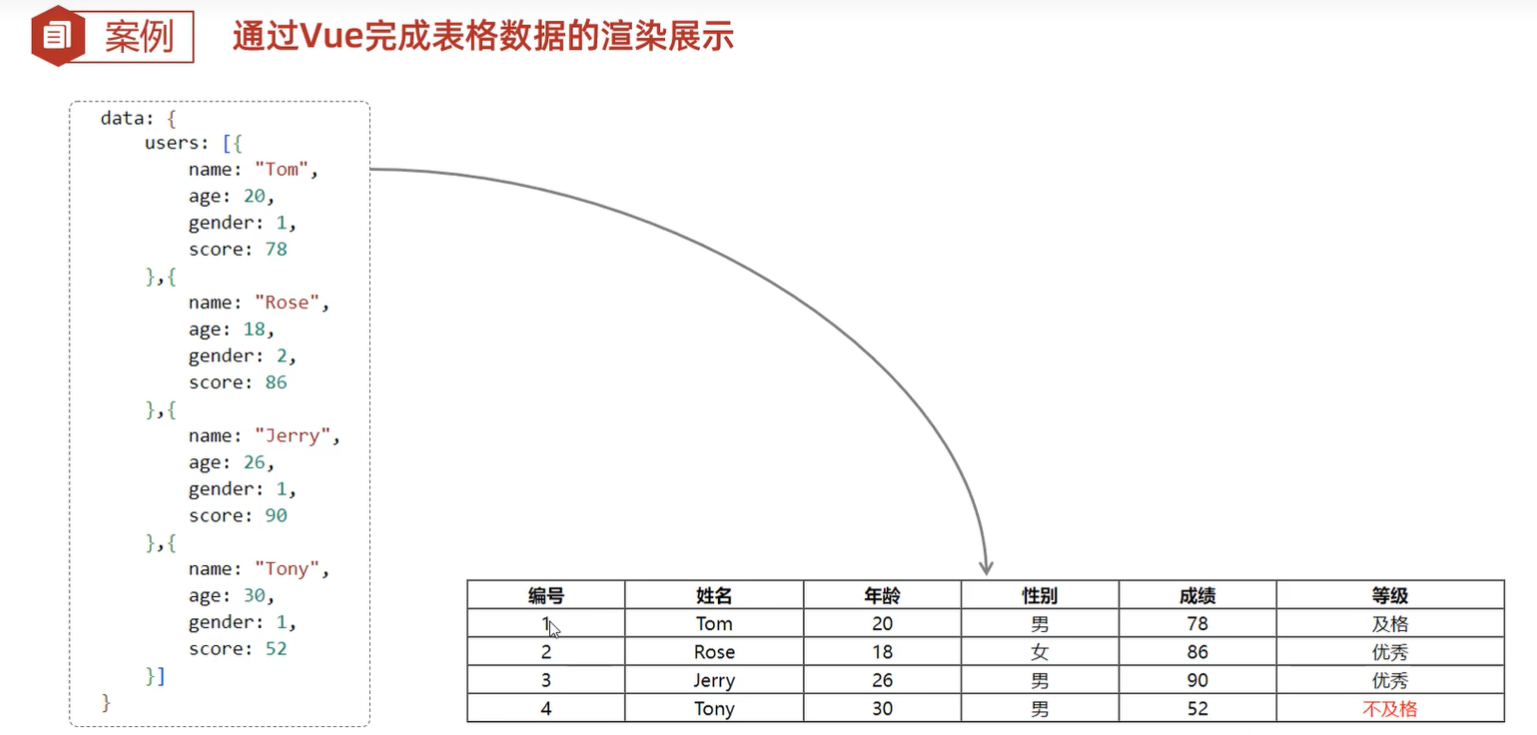 案例
通过Vue完成表格数据的渲染展示
data: {
users: [{
name: "Tom",
age: 20,
gender: 1,
score: 78
},{
name: "Rose",
age: 18,
gender: 2,
score: 86
},{
name: "Jerry",
age: 26,
gender: 1,
score: 90
},{
name: "Tony",
age: 30,
gender: 1,
score: 52
}]
}
编号 姓名 年龄 性别 成绩 等级
1 Tom 20 男 78 及格
2 Rose 18 女 86 优秀
3 Jerry 26 男 90 优秀
4 Tony 30 男 52 不及格